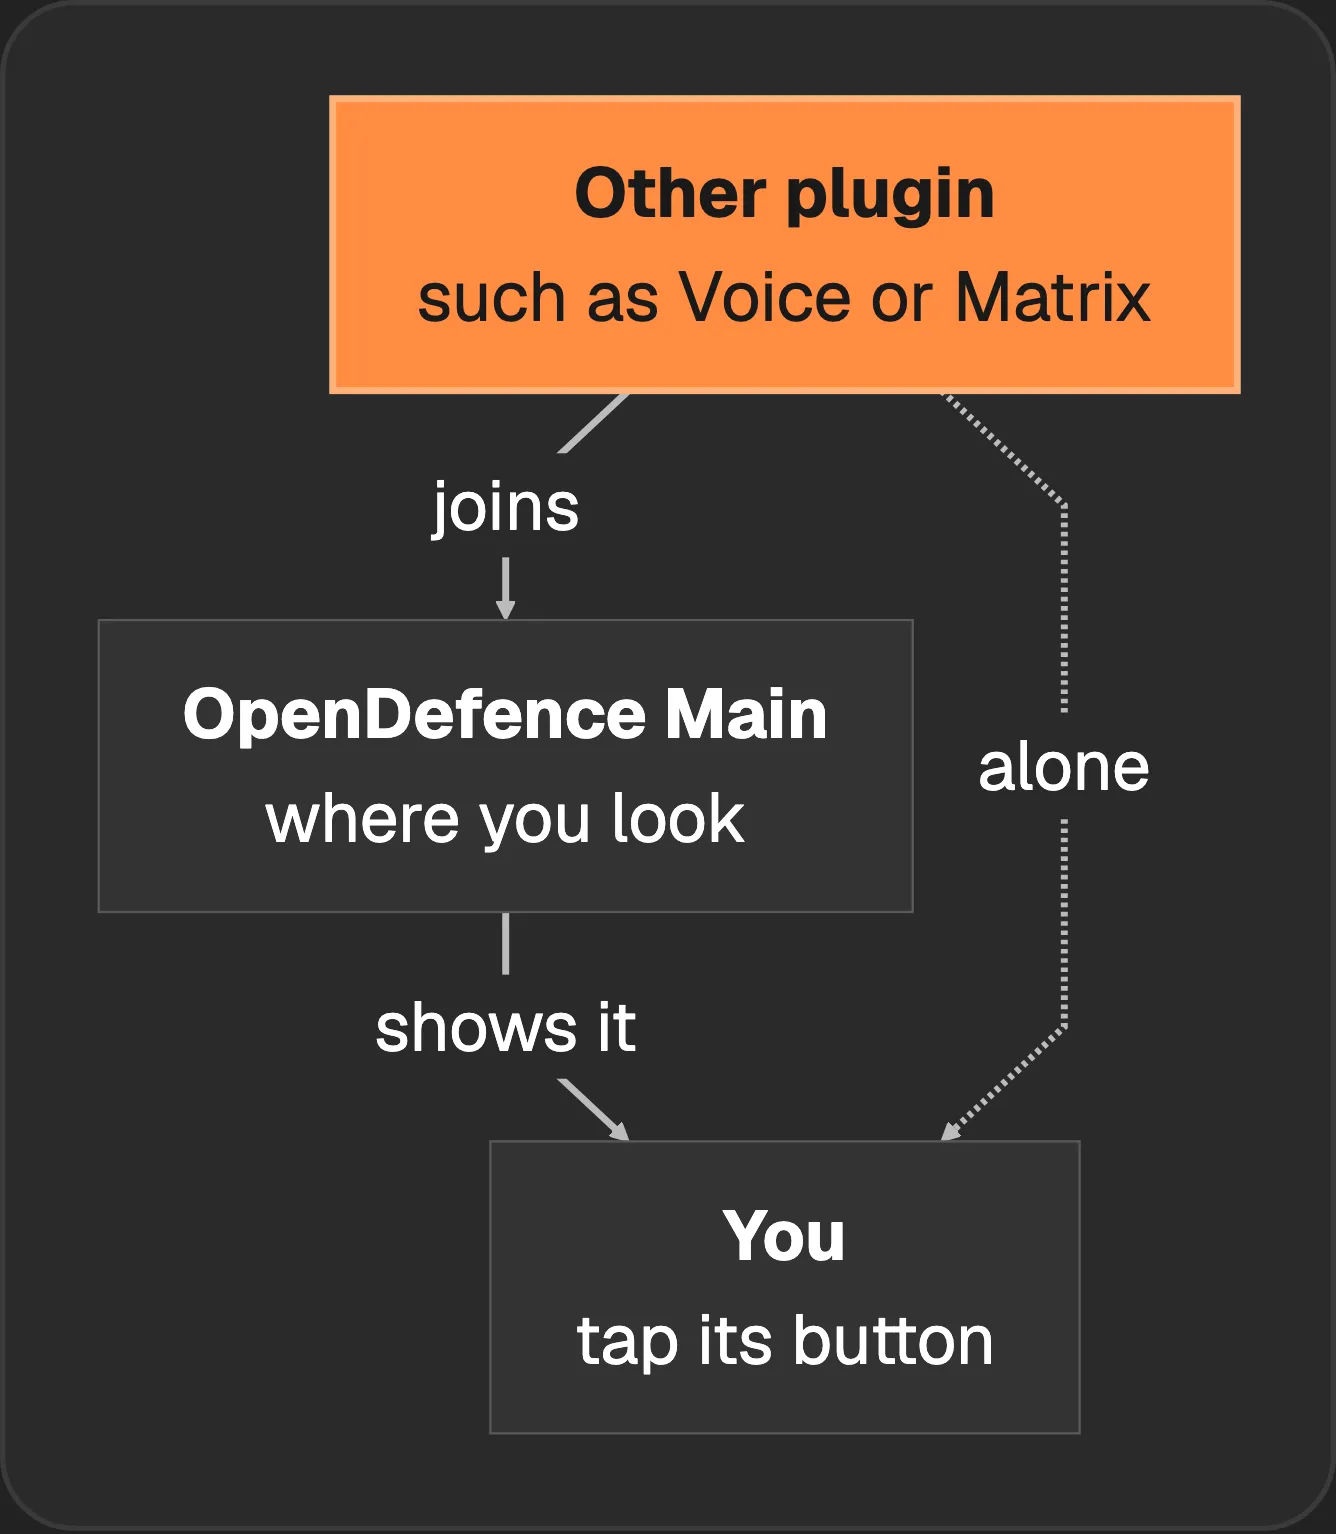 Other plugin
such as Voice or Matrix
joins
OpenDefence Main
where you look
alone
shows it
You
tap its button